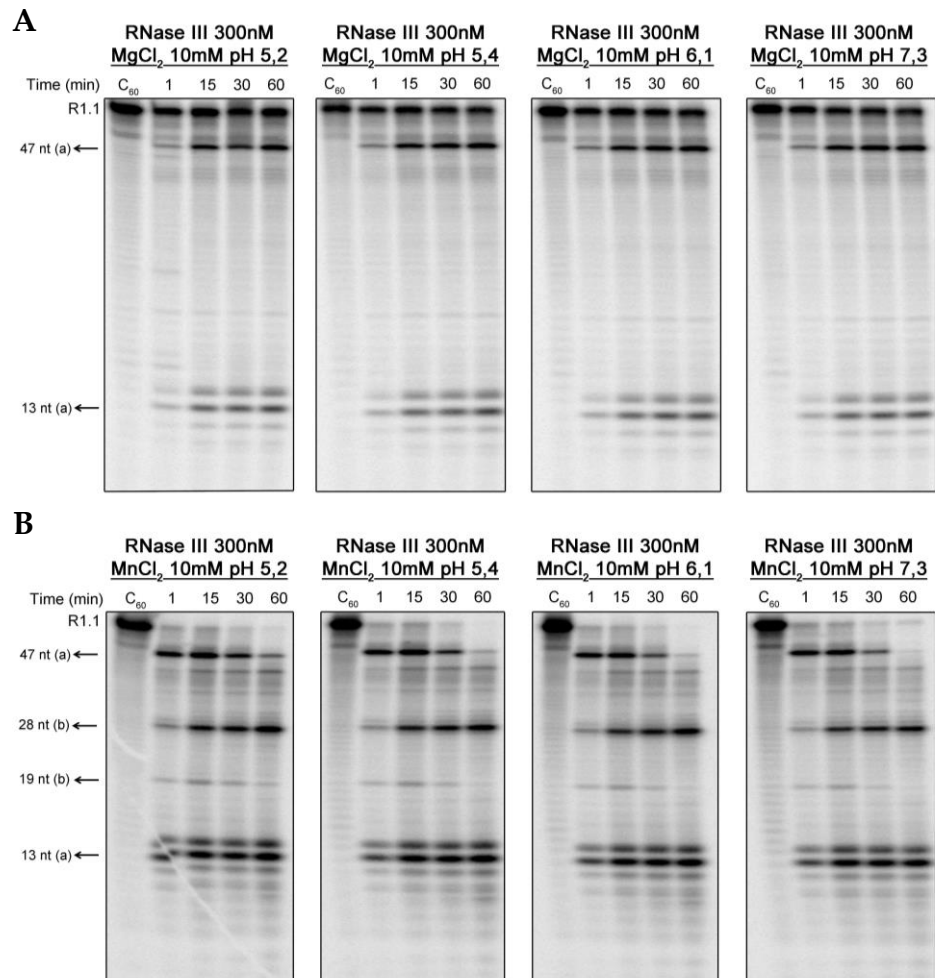 A
RNase III 300nM
MgCl₂ 10mM pH 5,2
RNase III 300nM
MgCl₂ 10mM pH 5,4
RNase III 300nM
MgCl₂ 10mM pH 6,1
RNase III 300nM
MgCl₂ 10mM pH 7,3
Time (min) C₆₀ 1 15 30 60
C₆₀ 1 15 30 60
C₆₀ 1 15 30 60
C₆₀ 1 15 30 60
R1.1
47 nt (a)
13 nt (a)
B
RNase III 300nM
MnCl₂ 10mM pH 5,2
RNase III 300nM
MnCl₂ 10mM pH 5,4
RNase III 300nM
MnCl₂ 10mM pH 6,1
RNase III 300nM
MnCl₂ 10mM pH 7,3
Time (min) C₆₀ 1 15 30 60
C₆₀ 1 15 30 60
C₆₀ 1 15 30 60
C₆₀ 1 15 30 60
R1.1
47 nt (a)
28 nt (b)
19 nt (b)
13 nt (a)